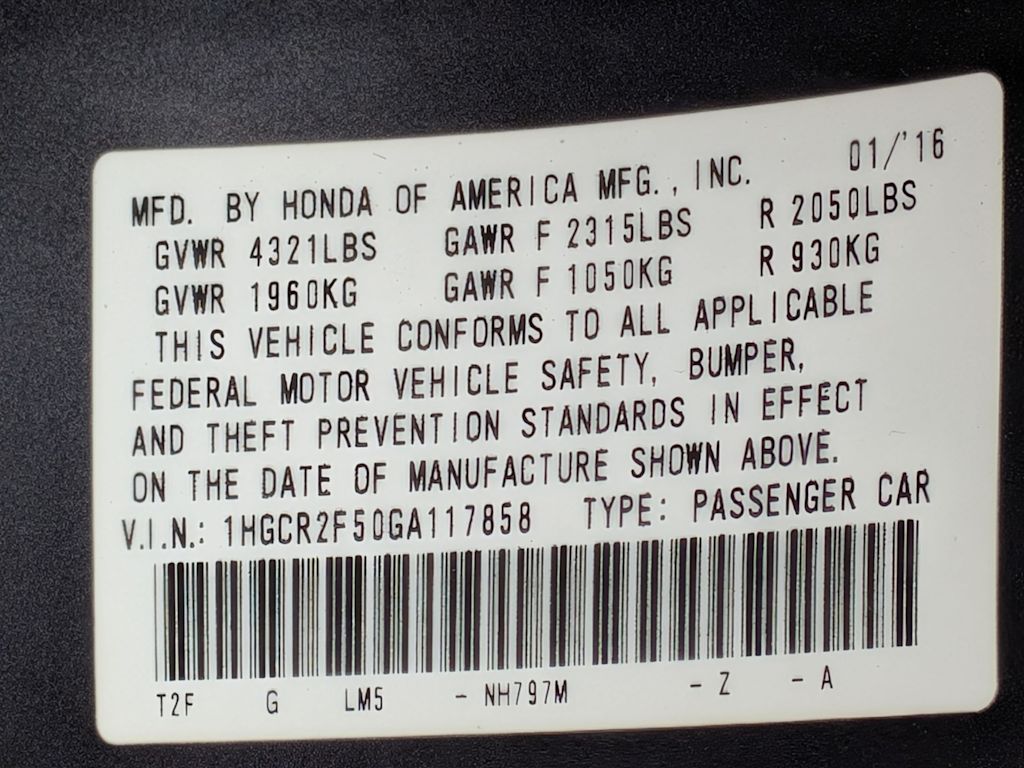 MFD. BY HONDA OF AMERICA MFG., INC. 01/'16
GVWR 4321LBS GAWR F 2315LBS R 2050LBS
GVWR 1960KG GAWR F 1050KG R 930KG
THIS VEHICLE CONFORMS TO ALL APPLICABLE
FEDERAL MOTOR VEHICLE SAFETY, BUMPER,
AND THEFT PREVENTION STANDARDS IN EFFECT
ON THE DATE OF MANUFACTURE SHOWN ABOVE.
V.I.N.: 1HGCR2F50GA117858 TYPE: PASSENGER CAR
T2F G LM5 - NH797M - Z - A